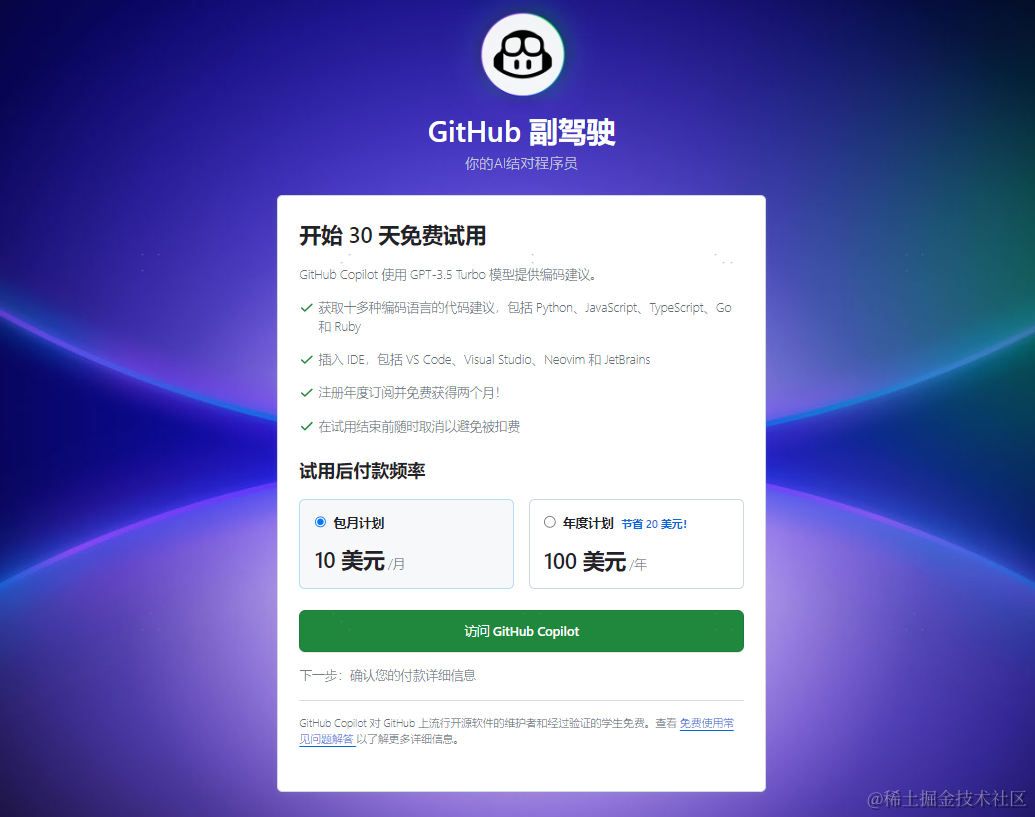 GitHub 副驾驶
你的AI结对程序员
开始 30 天免费试用
GitHub Copilot 使用 GPT-3.5 Turbo 模型提供编码建议。
获取十多种编码语言的代码建议，包括 Python、JavaScript、TypeScript、Go
和 Ruby
插入 IDE，包括 VS Code、Visual Studio、Neovim 和 JetBrains
注册年度订阅并免费获得两个月！
在试用结束前随时取消以避免被扣费
试用后付款频率
包月计划
10 美元 /月
年度计划 节省 20 美元！
100 美元 /年
访问 GitHub Copilot
下一步：确认您的付款详细信息
GitHub Copilot 对 GitHub 上流行开源软件的维护者和经过验证的学生免费。查看 免费使用常
见问题解答 以了解更多详细信息。
@稀土掘金技术社区